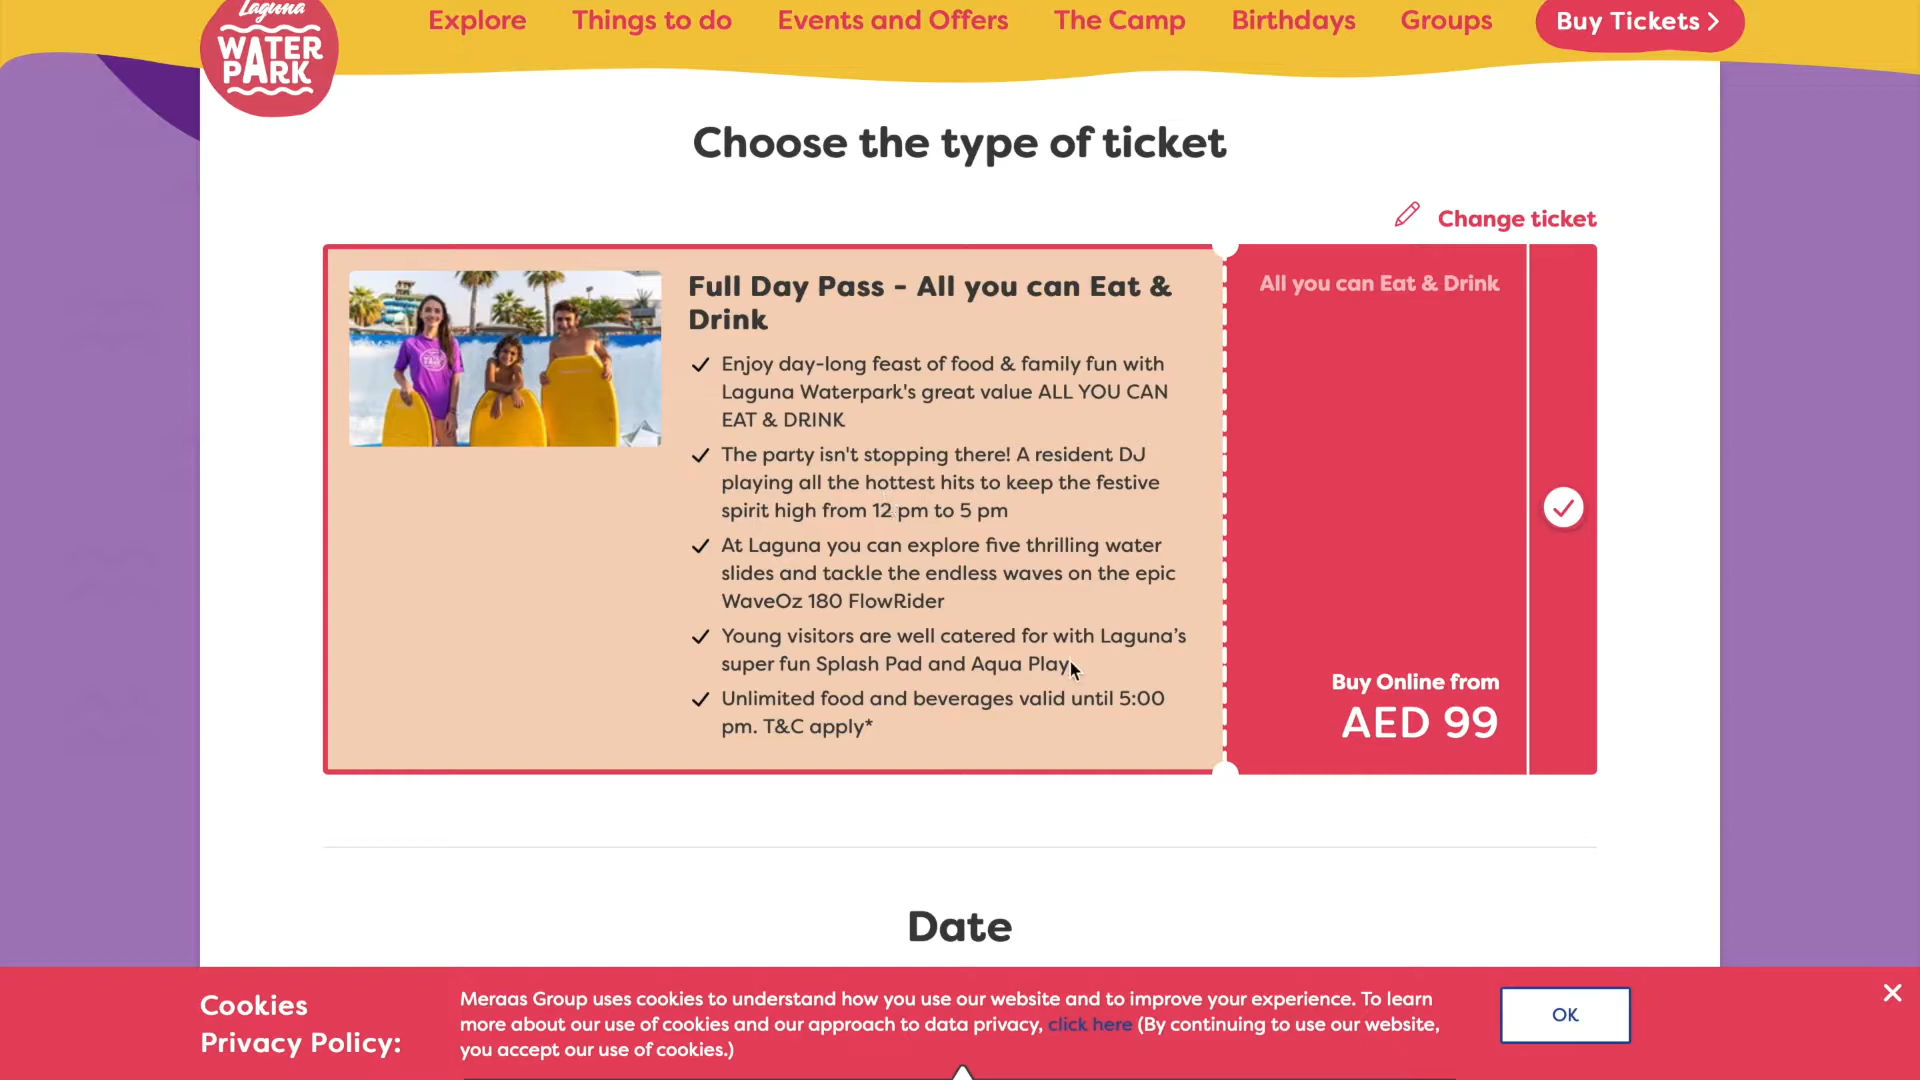 Laguna
WATER
PARK
Explore
Things to do
Events and Offers
The Camp
Birthdays
Groups
Buy Tickets
Choose the type of ticket
Change ticket
Full Day Pass - All you can Eat &
Drink
Enjoy day-long feast of food & family fun with
Laguna Waterpark's great value ALL YOU CAN
EAT & DRINK
The party isn't stopping there! A resident DJ
playing all the hottest hits to keep the festive
spirit high from 12 pm to 5 pm
At Laguna you can explore five thrilling water
slides and tackle the endless waves on the epic
WaveOz 180 FlowRider
Young visitors are well catered for with Laguna’s
super fun Splash Pad and Aqua Play
Unlimited food and beverages valid until 5:00
pm. T&C apply*
All you can Eat & Drink
Buy Online from
AED 99
Date
Cookies
Privacy Policy:
Meraas Group uses cookies to understand how you use our website and to improve your experience. To learn
more about our use of cookies and our approach to data privacy, click here (By continuing to use our website,
you accept our use of cookies.)
OK